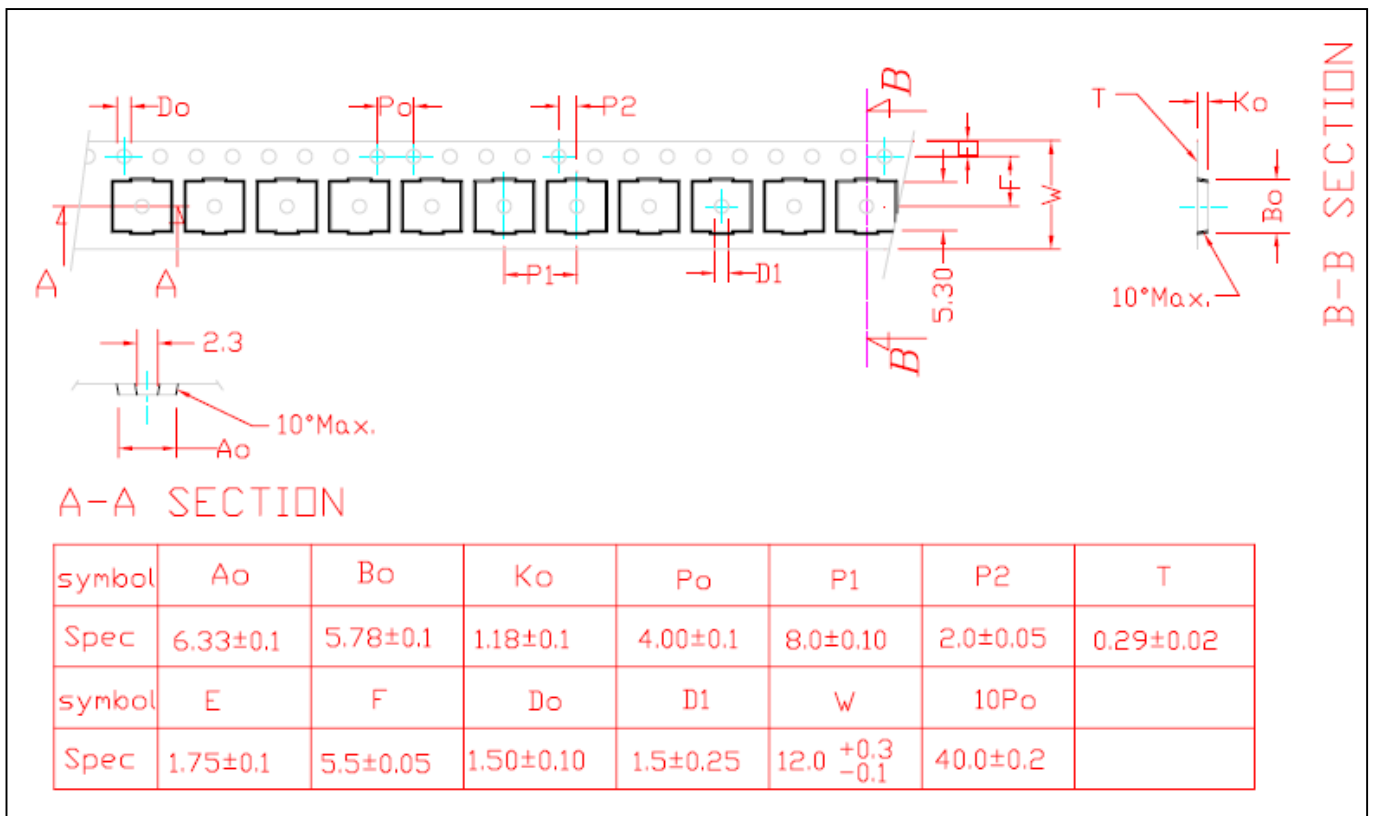 Do
Po
P2
B
T
Ko
E
F
W
Bo
A
A
P1
D1
5.30
B
10°Max.
B-B SECTION
2.3
10°Max.
Ao
A-A SECTION
symbol Ao Bo Ko Po P1 P2 T
Spec 6.33±0.1 5.78±0.1 1.18±0.1 4.00±0.1 8.0±0.10 2.0±0.05 0.29±0.02
symbol E F Do D1 W 10Po
Spec 1.75±0.1 5.5±0.05 1.50±0.10 1.5±0.25 12.0 +0.3 -0.1 40.0±0.2